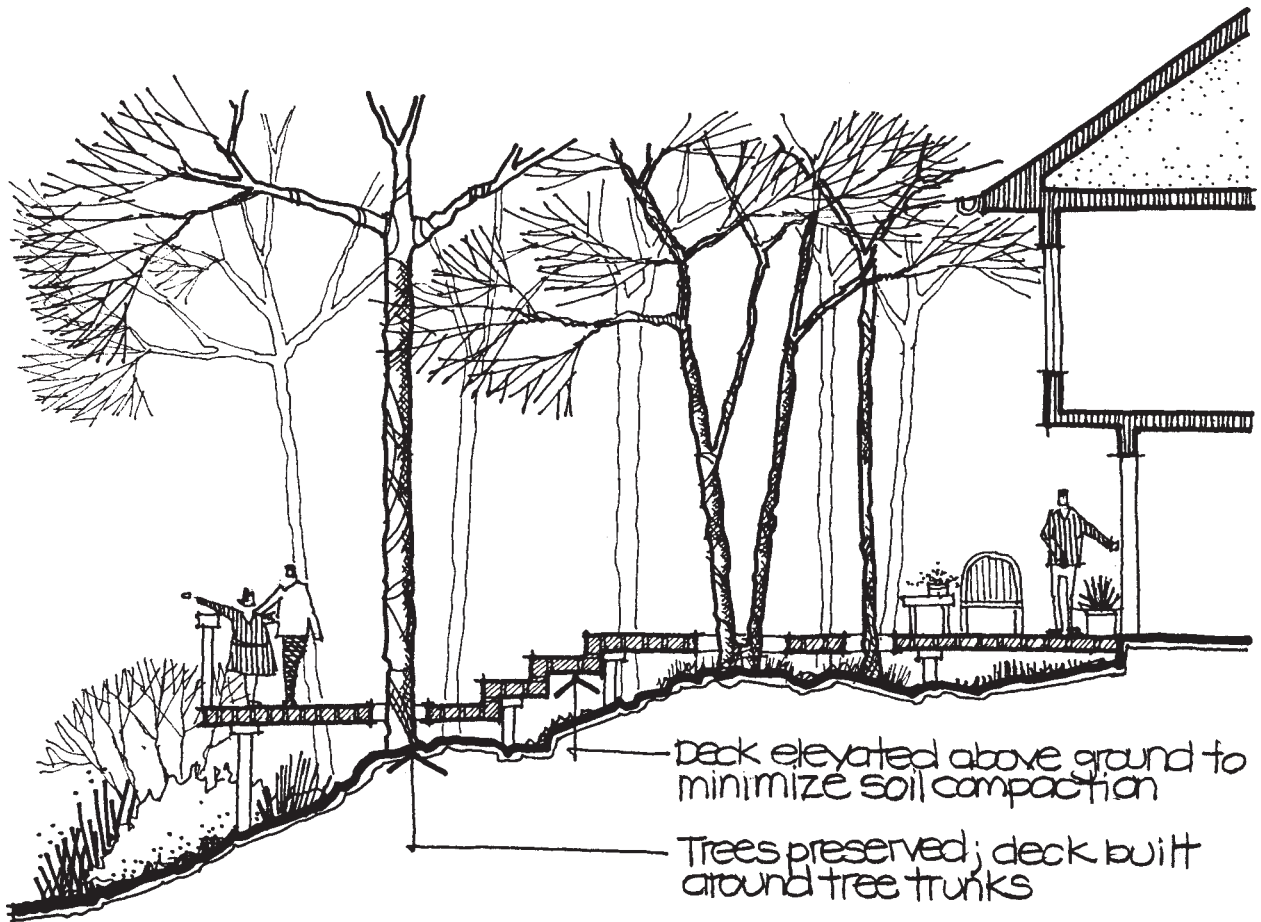 Deck elevated above ground to
minimize soil compaction
Trees preserved; deck built
around tree trunks